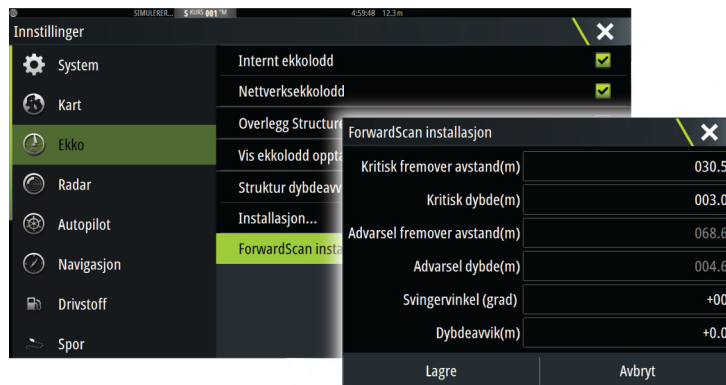 SIMULERER... S KURS 001 °M 4:59:48 12.3 m
Innstillinger
System
Kart
Ekko
Radar
Autopilot
Navigasjon
Drivstoff
Spor
Internt ekkolodd
Nettverksekkolodd
Overlegg Structure
Vis ekkolodd oppta
Struktur dybdeavv
Installasjon...
ForwardScan insta
ForwardScan installasjon
Kritisk fremover avstand(m) 030.5
Kritisk dybde(m) 003.0
Advarsel fremover avstand(m) 068.6
Advarsel dybde(m) 004.6
Svingervinkel (grad) +00
Dybdeavvik(m) +0.0
Lagre Avbryt